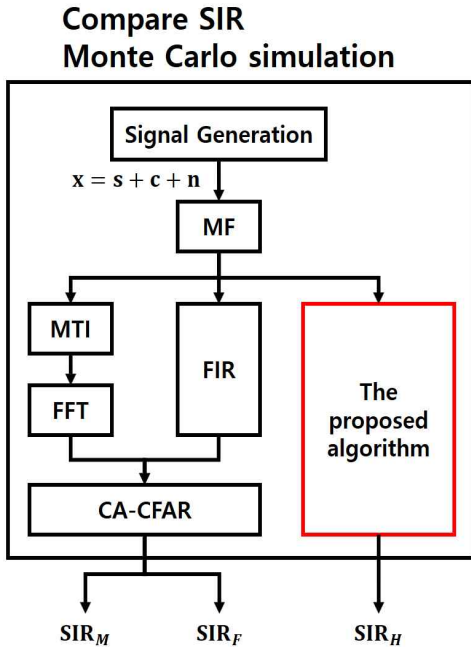 Compare SIR
Monte Carlo simulation
Signal Generation
x = s + c + n
MF
MTI
FFT
FIR
The
proposed
algorithm
CA-CFAR
SIR_M
SIR_F
SIR_H